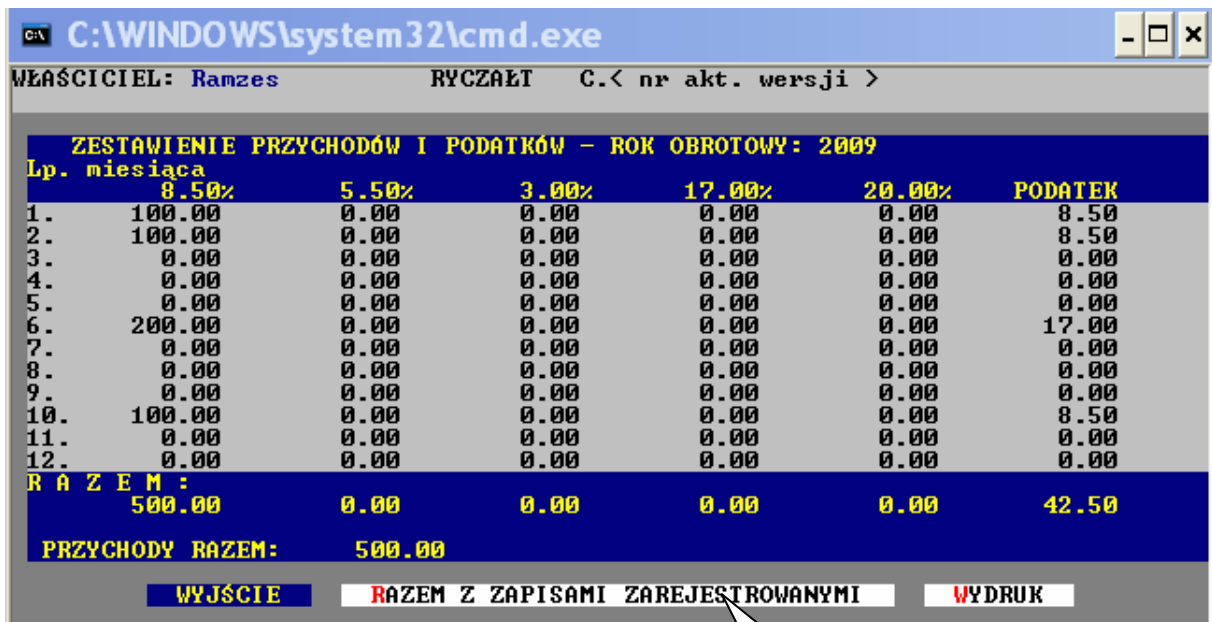 C:\WINDOWS\system32\cmd.exe
WŁAŚCICIEL: Ramzes RYCZAŁT C.< nr akt. wersji >
ZESTAWIENIE PRZYCHODÓW I PODATKÓW - ROK OBROTOWY: 2009
Lp. miesiąca
8.50% 5.50% 3.00% 17.00% 20.00% PODATEK
1. 100.00 0.00 0.00 0.00 0.00 8.50
2. 100.00 0.00 0.00 0.00 0.00 8.50
3. 0.00 0.00 0.00 0.00 0.00 0.00
4. 0.00 0.00 0.00 0.00 0.00 0.00
5. 0.00 0.00 0.00 0.00 0.00 0.00
6. 200.00 0.00 0.00 0.00 0.00 17.00
7. 0.00 0.00 0.00 0.00 0.00 0.00
8. 0.00 0.00 0.00 0.00 0.00 0.00
9. 0.00 0.00 0.00 0.00 0.00 0.00
10. 100.00 0.00 0.00 0.00 0.00 8.50
11. 0.00 0.00 0.00 0.00 0.00 0.00
12. 0.00 0.00 0.00 0.00 0.00 0.00
R A Z E M :
500.00 0.00 0.00 0.00 0.00 42.50
PRZYCHODY RAZEM: 500.00
WYJŚCIE RAZEM Z ZAPISAMI ZAREJESTROWANYMI WYDRUK